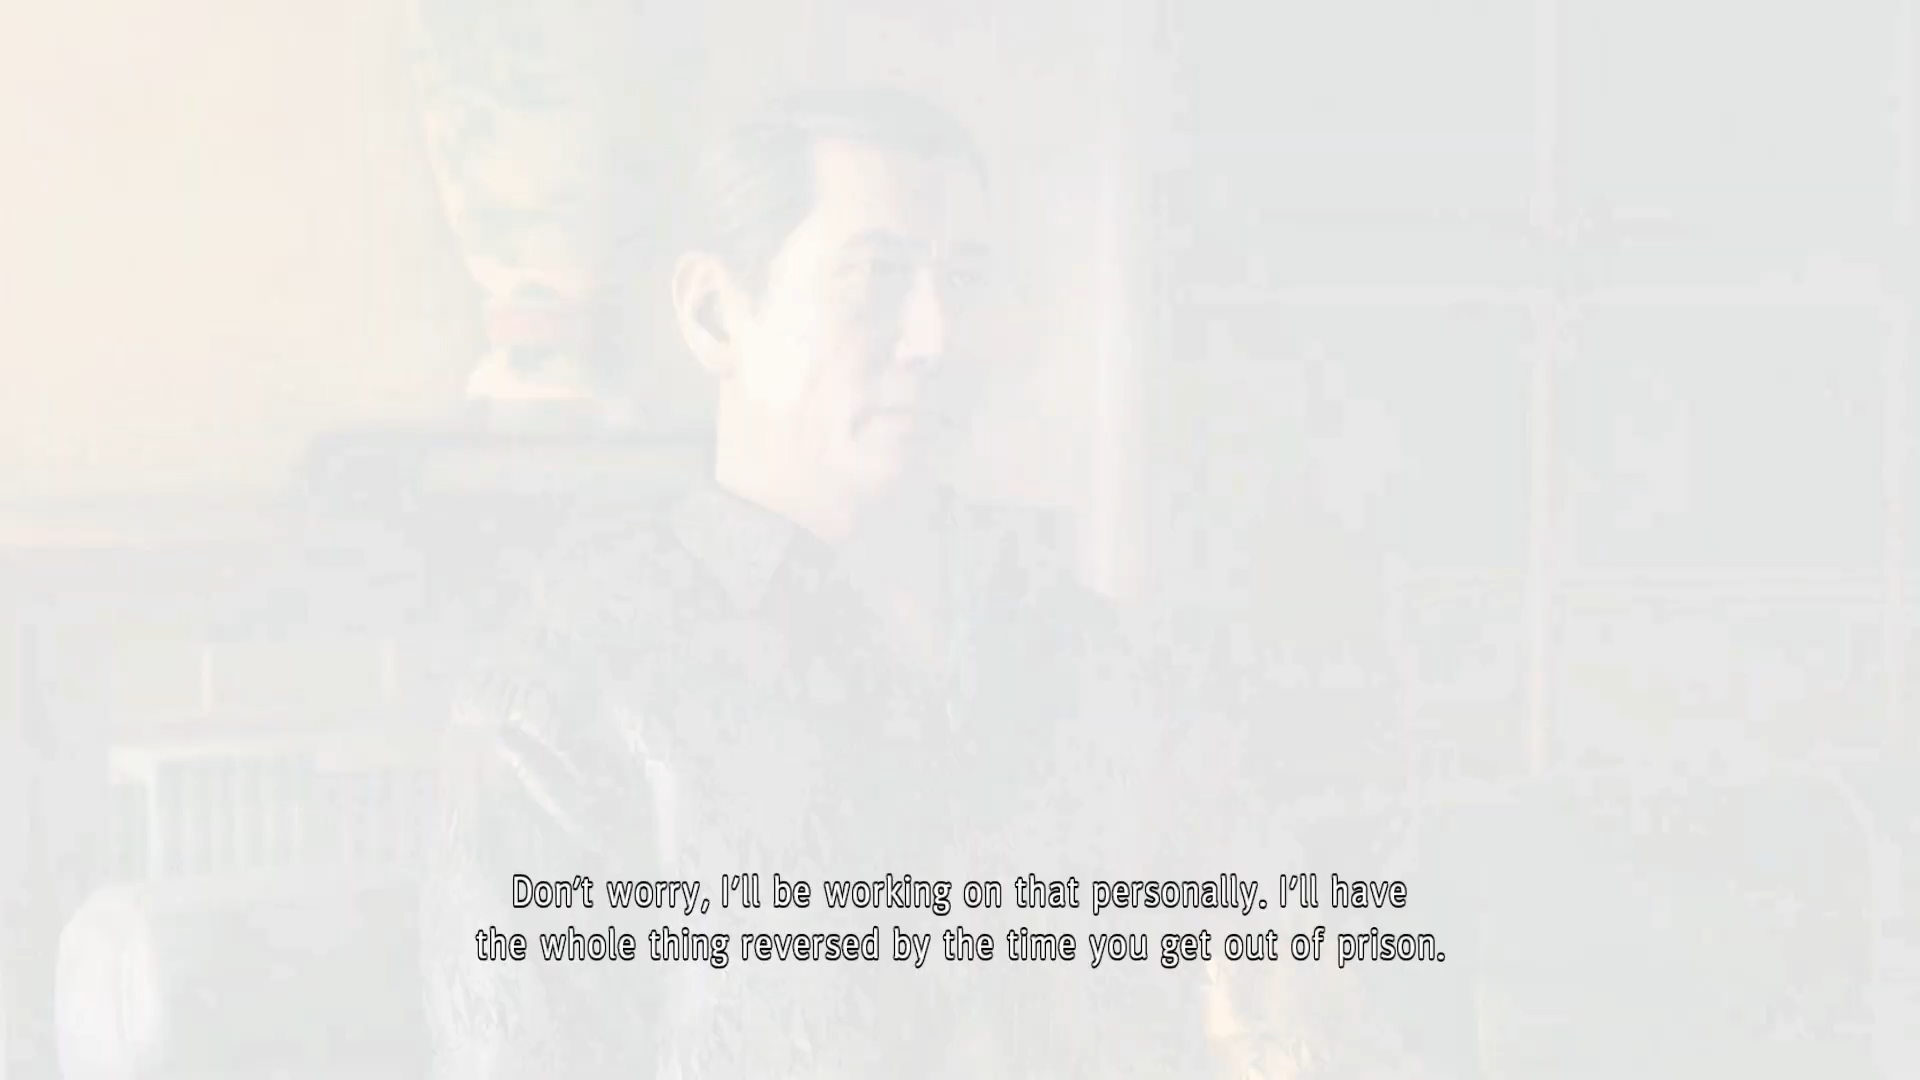 Don't worry, I'll be working on that personally. I'll have
the whole thing reversed by the time you get out of prison.